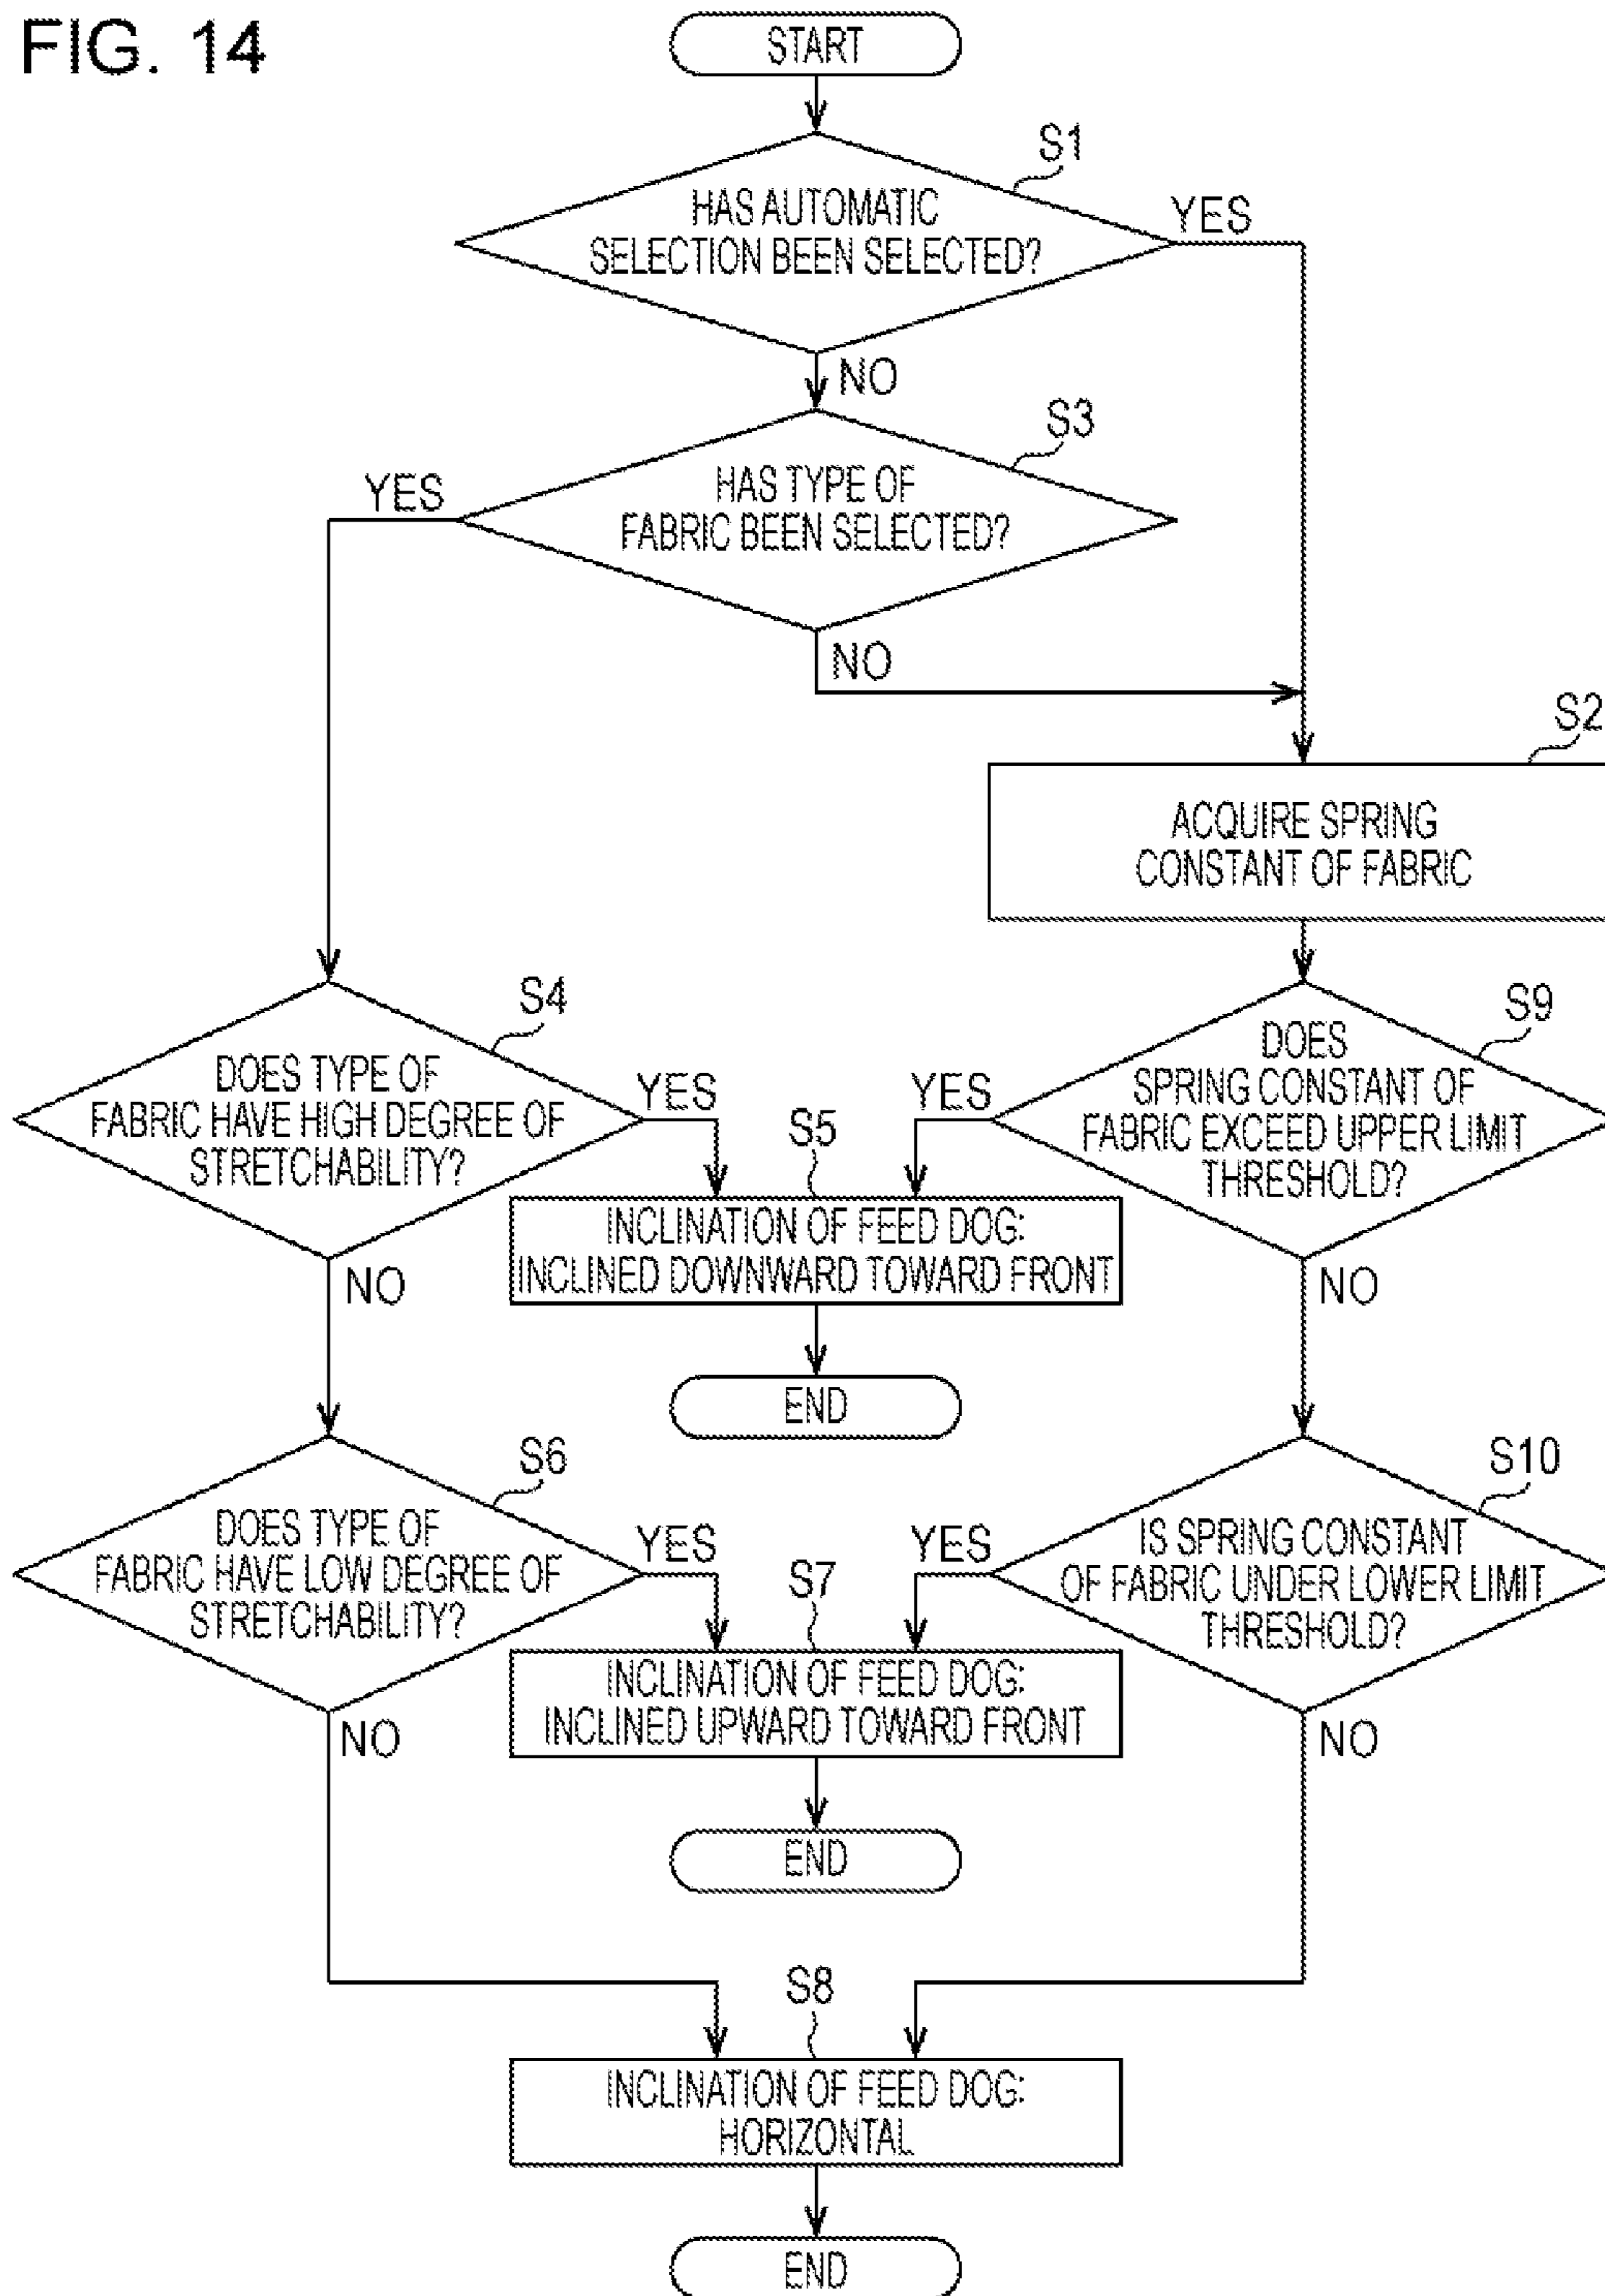 FIG. 14
START
S1
HAS AUTOMATIC
SELECTION BEEN SELECTED?
YES
NO
S3
HAS TYPE OF
FABRIC BEEN SELECTED?
YES
NO
S2
ACQUIRE SPRING
CONSTANT OF FABRIC
S4
DOES TYPE OF
FABRIC HAVE HIGH DEGREE OF
STRETCHABILITY?
YES
NO
S9
DOES
SPRING CONSTANT OF
FABRIC EXCEED UPPER LIMIT
THRESHOLD?
YES
NO
S5
INCLINATION OF FEED DOG:
INCLINED DOWNWARD TOWARD FRONT
END
S6
DOES TYPE OF
FABRIC HAVE LOW DEGREE OF
STRETCHABILITY?
YES
NO
S10
IS SPRING CONSTANT
OF FABRIC UNDER LOWER LIMIT
THRESHOLD?
YES
NO
S7
INCLINATION OF FEED DOG:
INCLINED UPWARD TOWARD FRONT
END
S8
INCLINATION OF FEED DOG:
HORIZONTAL
END